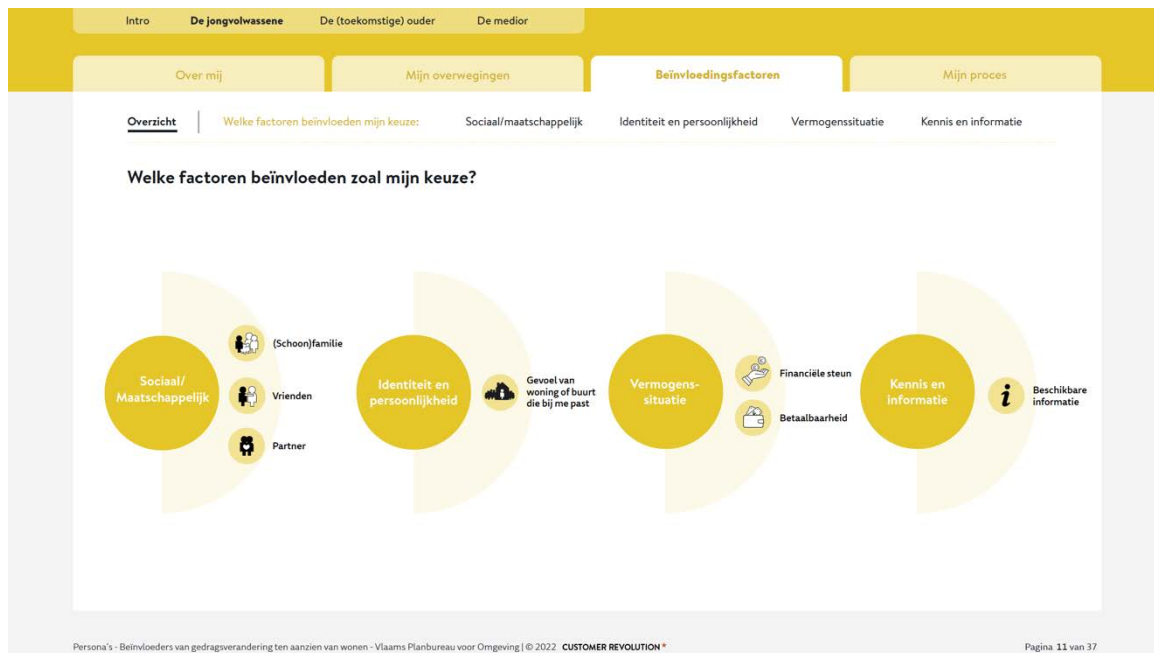 Intro De jongvolwassene De (toekomstige) ouder De medior
Over mij Mijn overwegingen Beïnvloedingsfactoren Mijn proces
Overzicht Welke factoren beïnvloeden mijn keuze: Sociaal/maatschappelijk Identiteit en persoonlijkheid Vermogenssituatie Kennis en informatie
Welke factoren beïnvloeden zoal mijn keuze?
Sociaal/
Maatschappelijk
(Schoon)familie
Vrienden
Partner
Identiteit en
persoonlijkheid
Gevoel van
woning of buurt
die bij me past
Vermogens-
situatie
Financiële steun
Betaalbaarheid
Kennis en
informatie
Beschikbare
informatie
Persona's - Beïnvloeders van gedragsverandering ten aanzien van wonen - Vlaams Planbureau voor Omgeving | © 2022 CUSTOMER REVOLUTION* Pagina 11 van 37